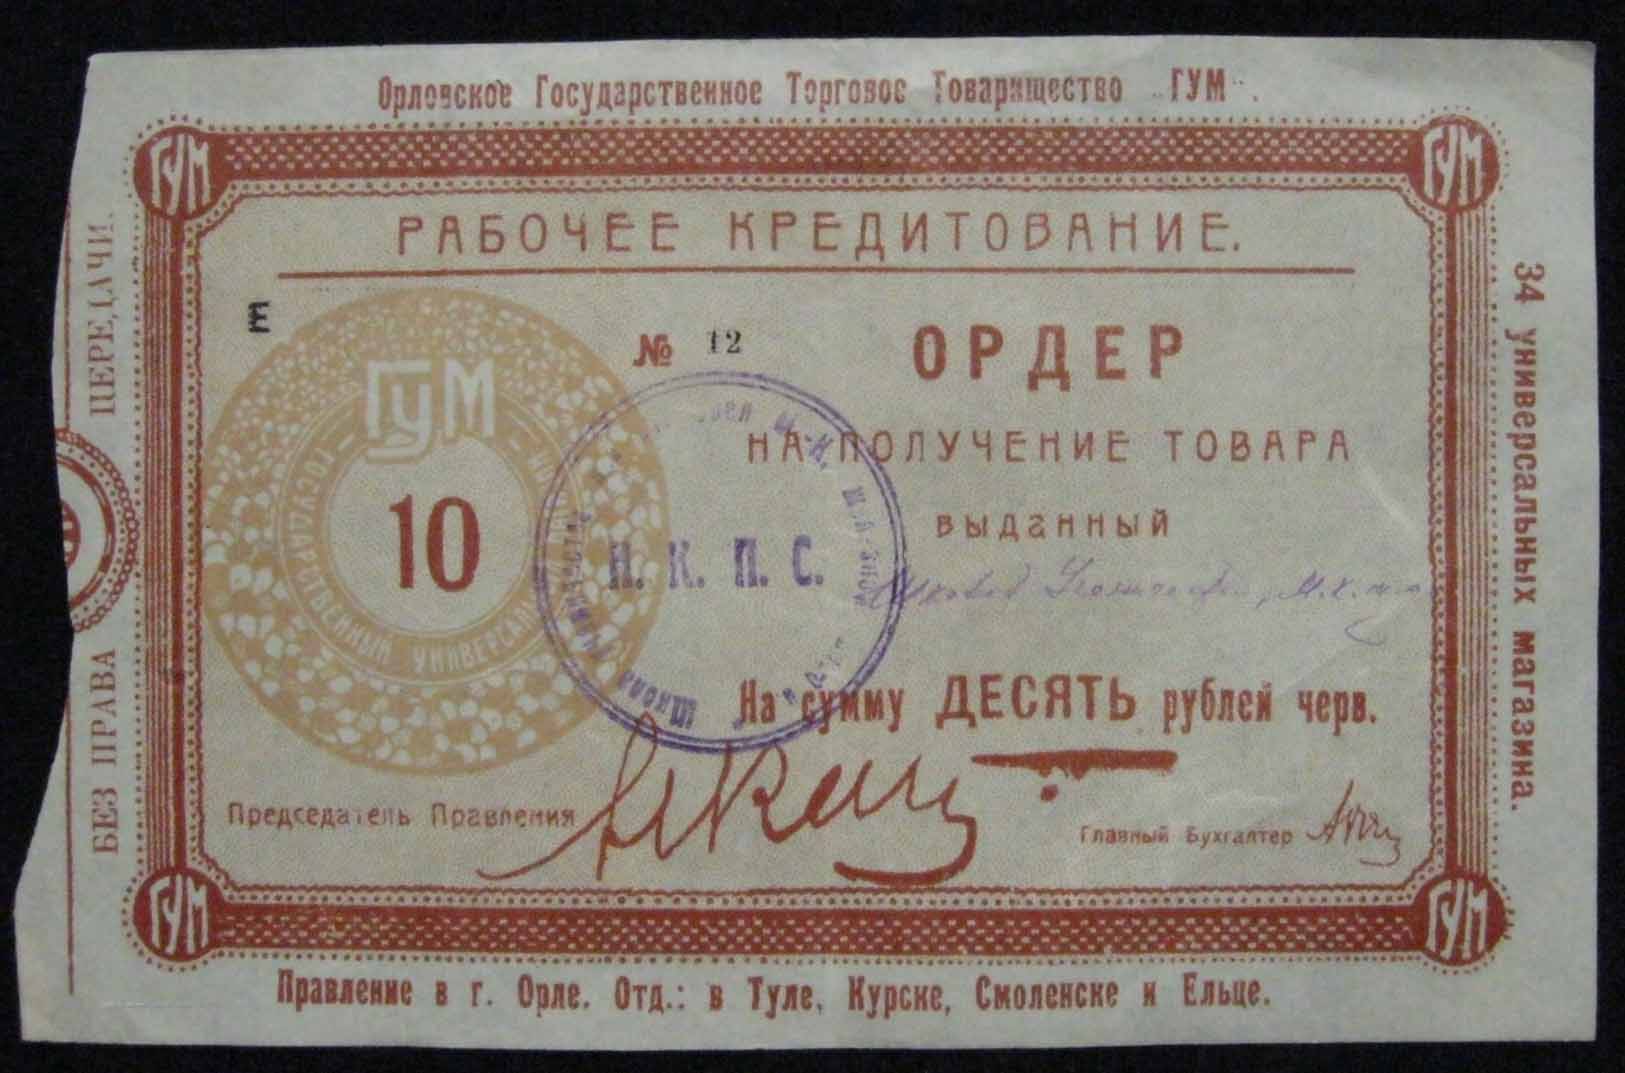 Орловское Государственное Торговое Товарищество ГУМ.
ГУМ ГУМ
РАБОЧЕЕ КРЕДИТОВАНИЕ.
БЕЗ ПРАВА ПЕРЕДАЧИ.
34 универсальных магазина.
№ 12
ОРДЕР
ГУМ
ГОСУДАРСТВЕННЫЙ УНИВЕРСАЛЬ
10
НА ПОЛУЧЕНИЕ ТОВАРА
выданный
Н. К. П. С.
На сумму ДЕСЯТЬ рублей черв.
Председатель Правления
Главный Бухгалтер
ГУМ ГУМ
Правление в г. Орле. Отд.: в Туле, Курске, Смоленске и Ельце.